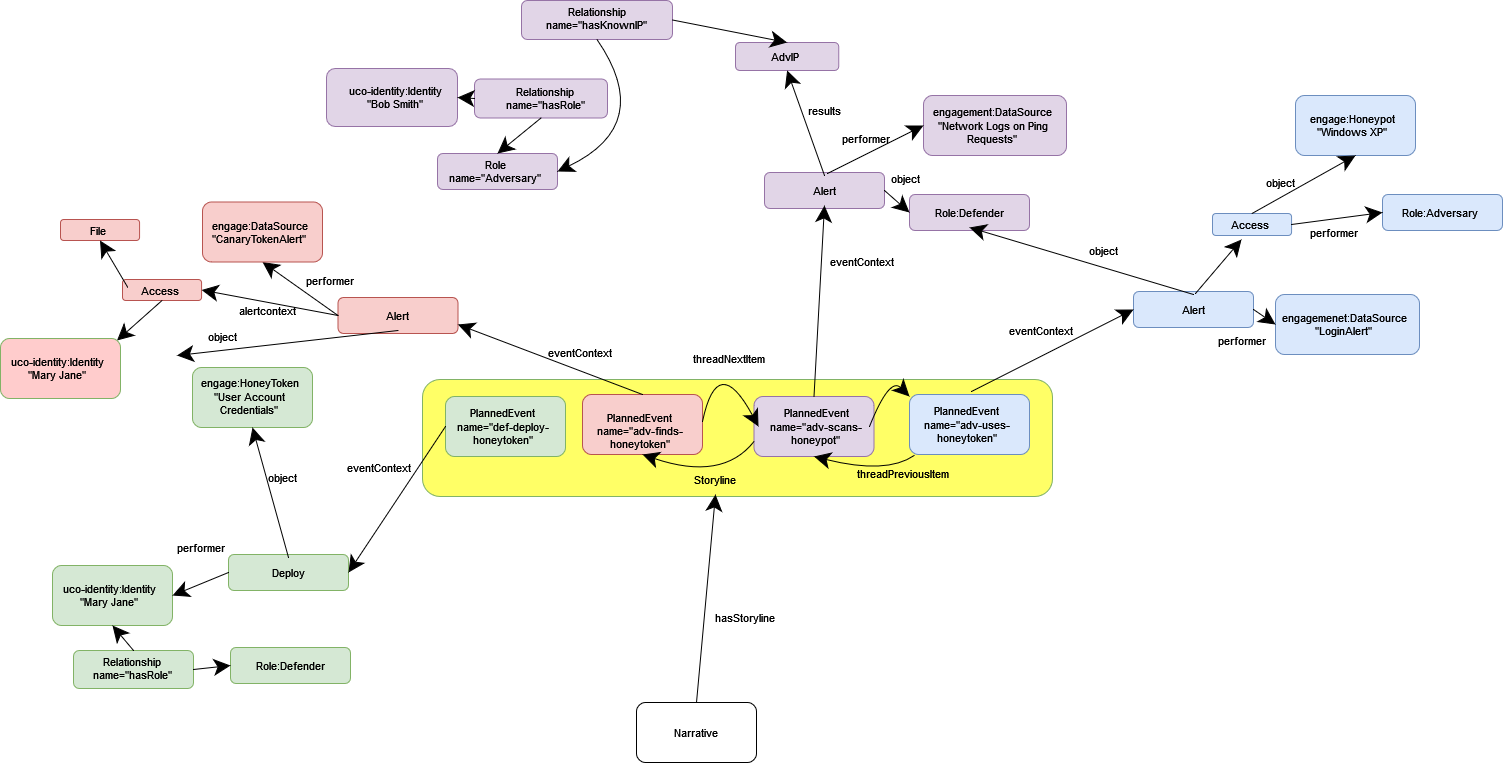 Relationship
name="hasKnownIP"
AdvIP
uco-identity:Identity
"Bob Smith"
Relationship
name="hasRole"
results
engagement:DataSource
"Network Logs on Ping
Requests"
performer
engage:Honeypot
"Windows XP"
Role
name="Adversary"
Alert
object
object
Role:Defender
Role:Adversary
Access
performer
File
engage:DataSource
"CanaryTokenAlert"
object
eventContext
performer
Access
alertcontext
Alert
Alert
engagemenet:DataSource
"LoginAlert"
performer
object
eventContext
uco-identity:Identity
"Mary Jane"
eventContext
threadNextItem
engage:HoneyToken
"User Account
Credentials"
PlannedEvent
name="def-deploy-
honeytoken"
PlannedEvent
name="adv-finds-
honeytoken"
PlannedEvent
name="adv-scans-
honeypot"
PlannedEvent
name="adv-uses-
honeytoken"
eventContext
object
Storyline
threadPreviousItem
performer
Deploy
uco-identity:Identity
"Mary Jane"
hasStoryline
Relationship
name="hasRole"
Role:Defender
Narrative